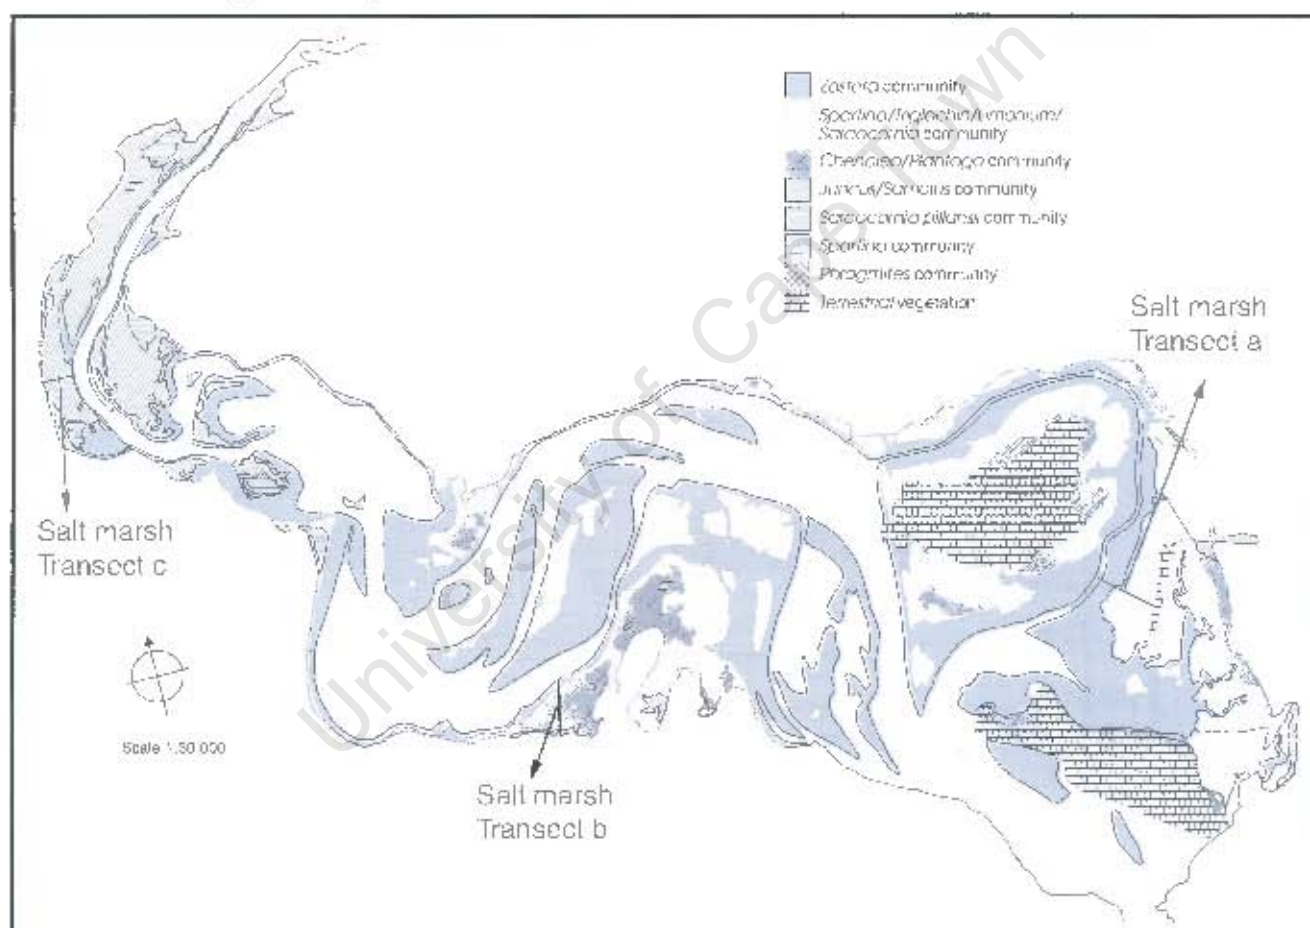 Zostera community
Spartina/Triglochin/Limonium/
Sarcocornia community
Chenolea/Plantago community
Juncus/Samolus community
Sarcocornia pillansii community
Spartina community
Phragmites community
Terrestrial vegetation
Salt marsh
Transect a
Salt marsh
Transect c
Scale 1:30 000
Salt marsh
Transect b
University of Cape Town